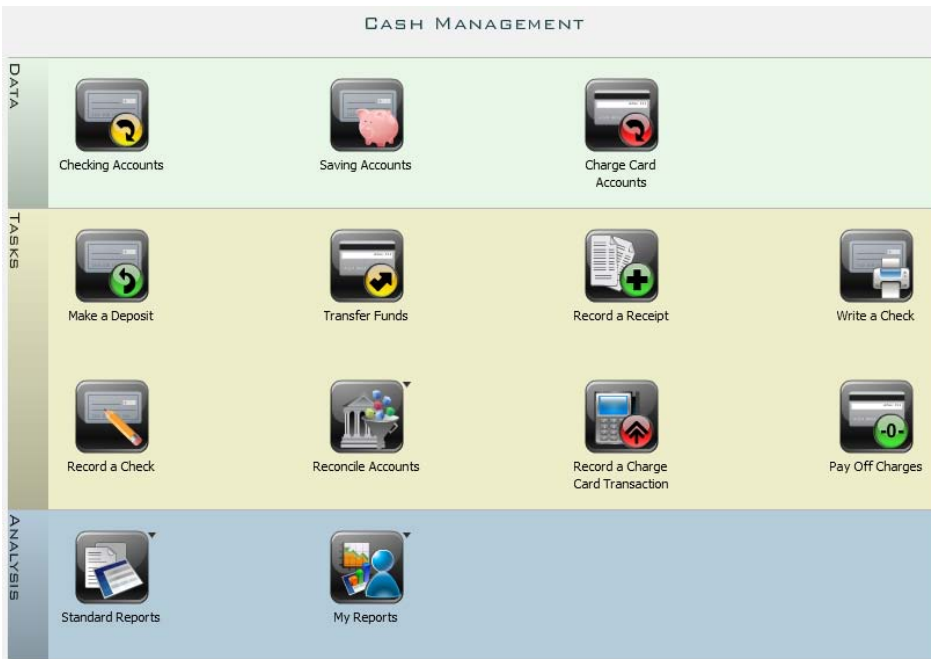 CASH MANAGEMENT
DATA
Checking Accounts
Saving Accounts
Charge Card
Accounts
TASKS
Make a Deposit
Transfer Funds
Record a Receipt
Write a Check
Record a Check
Reconcile Accounts
Record a Charge
Card Transaction
-0-
Pay Off Charges
ANALYSIS
Standard Reports
My Reports